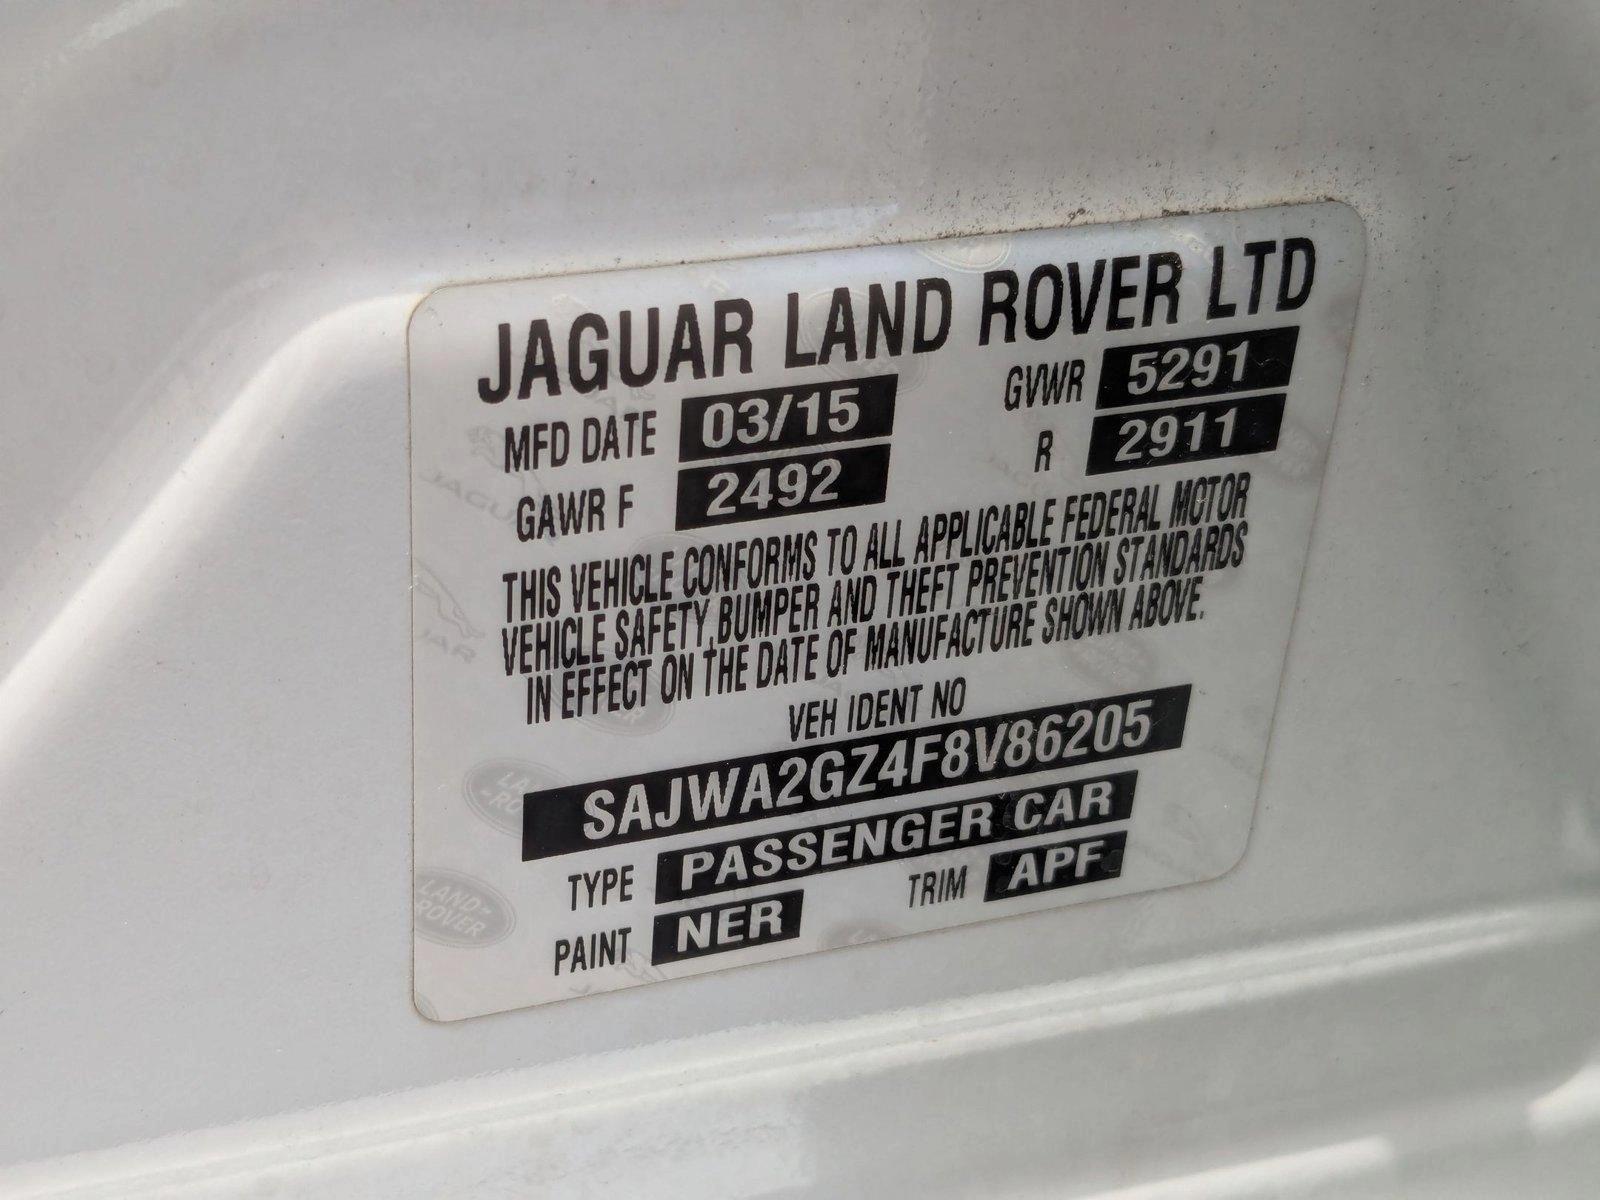 JAGUAR LAND ROVER LTD
MFD DATE 03/15 GVWR 5291
GAWR F 2492 R 2911
THIS VEHICLE CONFORMS TO ALL APPLICABLE FEDERAL MOTOR
VEHICLE SAFETY,BUMPER AND THEFT PREVENTION STANDARDS
IN EFFECT ON THE DATE OF MANUFACTURE SHOWN ABOVE.
VEH IDENT NO
SAJWA2GZ4F8V86205
TYPE PASSENGER CAR
PAINT NER TRIM APF
LAND-
ROVER